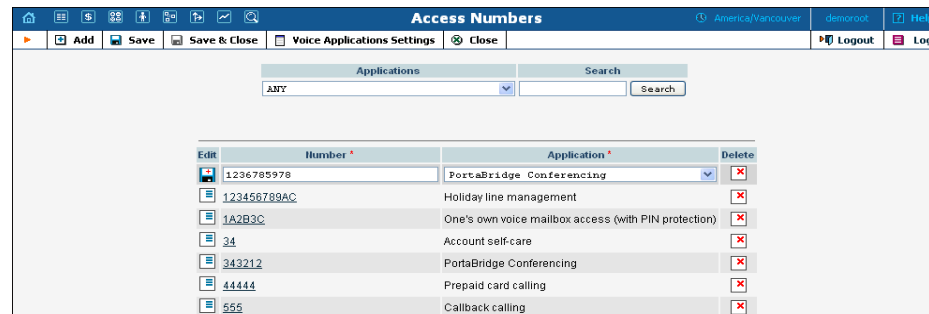 Access Numbers America/Vancouver demoroot Help
Add Save Save & Close Voice Applications Settings Close Logout
Applications Search
ANY Search
Edit Number * Application * Delete
1236785978 PortaBridge Conferencing
123456789AC Holiday line management
1A2B3C One's own voice mailbox access (with PIN protection)
34 Account self-care
343212 PortaBridge Conferencing
44444 Prepaid card calling
555 Callback calling